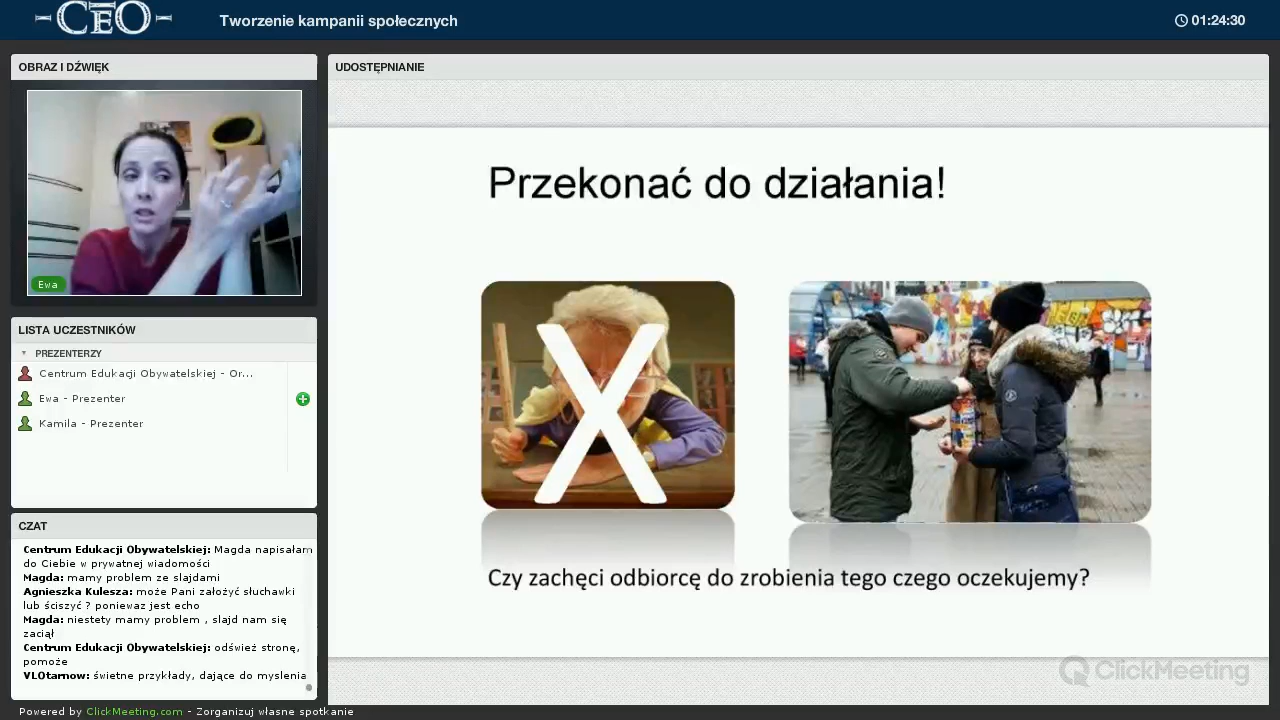 CEO
Tworzenie kampanii społecznych
01:24:30
OBRAZ I DŹWIĘK
Ewa
LISTA UCZESTNIKÓW
PREZENTERZY
Centrum Edukacji Obywatelskiej - Or...
Ewa - Prezenter
Kamila - Prezenter
CZAT
Centrum Edukacji Obywatelskiej: Magda napisałam
do Ciebie w prywatnej wiadomości
Magda: mamy problem ze slajdami
Agnieszka Kulesza: może Pani założyć słuchawki
lub ściszyć ? poniewaz jest echo
Magda: niestety mamy problem , slajd nam się
zaciął
Centrum Edukacji Obywatelskiej: odśwież stronę,
pomoże
VLOtarnow: świetne przykłady, dające do myslenia
UDOSTĘPNIANIE
Przekonać do działania!
X
Czy zachęci odbiorcę do zrobienia tego czego oczekujemy?
ClickMeeting
Powered by ClickMeeting.com - Zorganizuj własne spotkanie